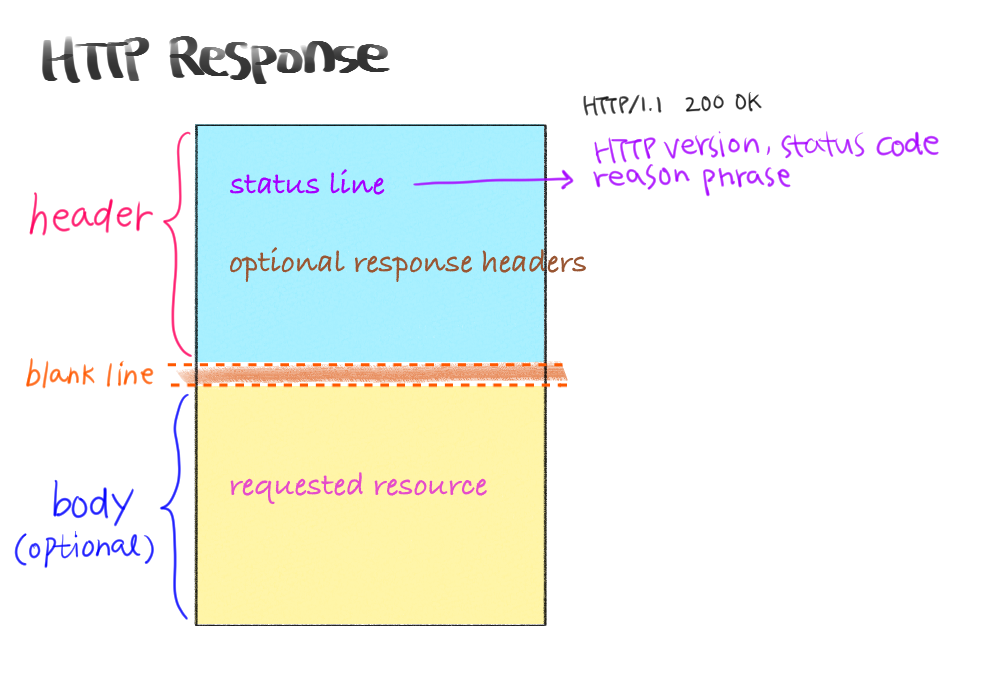 HTTP Response
HTTP/1.1 200 OK
HTTP version, status code
reason phrase
status line
header
optional response headers
blank line
requested resource
body
(optional)